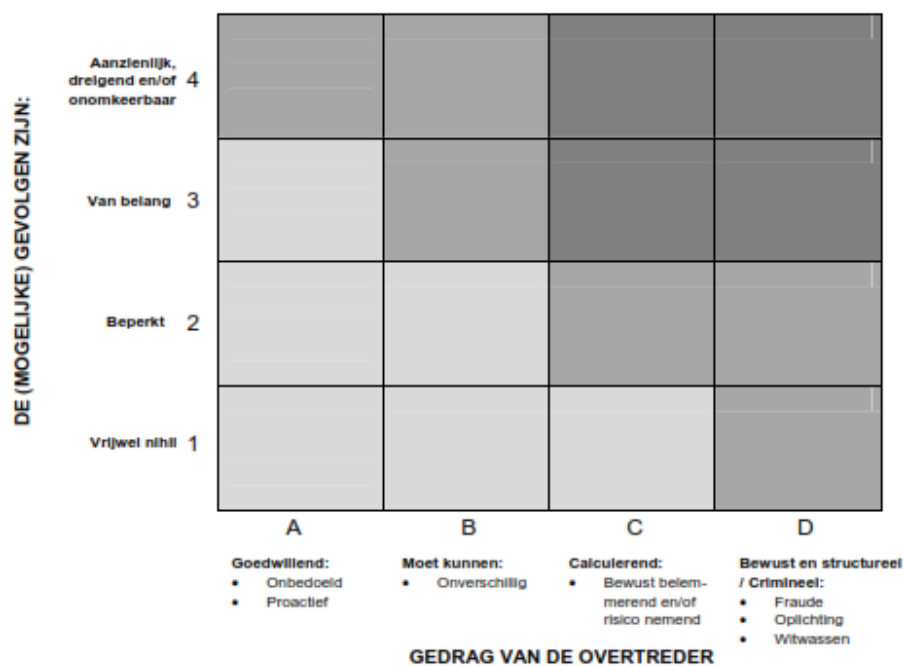 DE (MOGELIJKE) GEVOLGEN ZIJN:
Aanzienlijk,
dreigend en/of
onomkeerbaar
4
Van belang 3
Beperkt 2
Vrijwel nihil 1
A B C D
Goedwillend:
• Onbedoeld
• Proactief
Moet kunnen:
• Onverschillig
Calculerend:
• Bewust belem-
merend en/of
risico nemend
Bewust en structureel
/ Crimineel:
• Fraude
• Oplichting
• Witwassen
GEDRAG VAN DE OVERTREDER